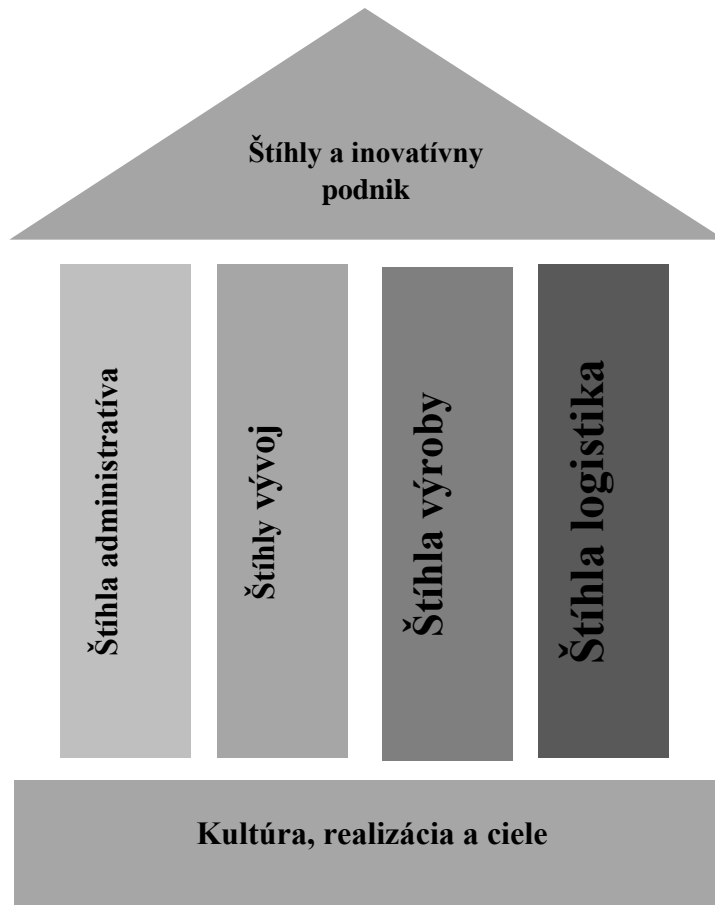 Štíhly a inovatívny
podnik
Štíhla administratíva
Štíhly vývoj
Štíhla výroby
Štíhla logistika
Kultúra, realizácia a ciele